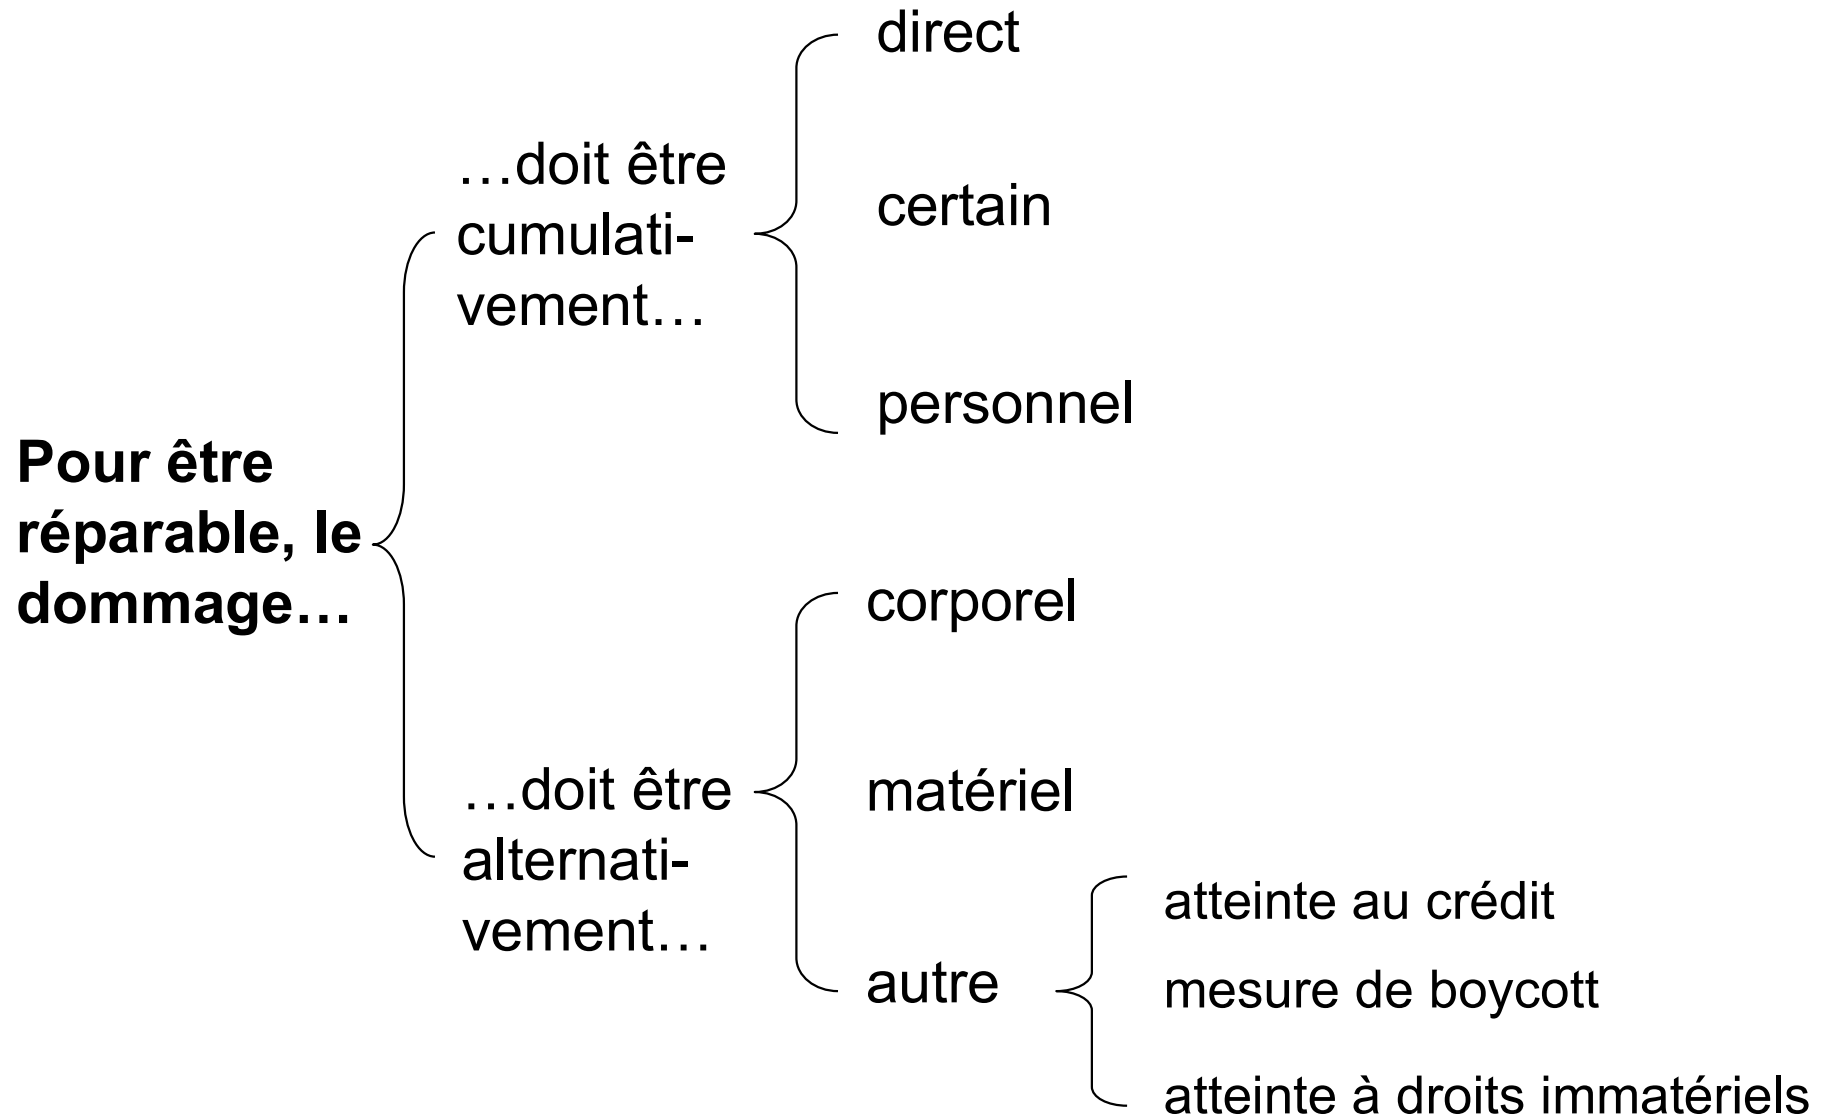 Pour être
réparable, le
dommage…
…doit être
cumulati-
vement…
direct
certain
personnel
…doit être
alternati-
vement…
corporel
matériel
autre
atteinte au crédit
mesure de boycott
atteinte à droits immatériels